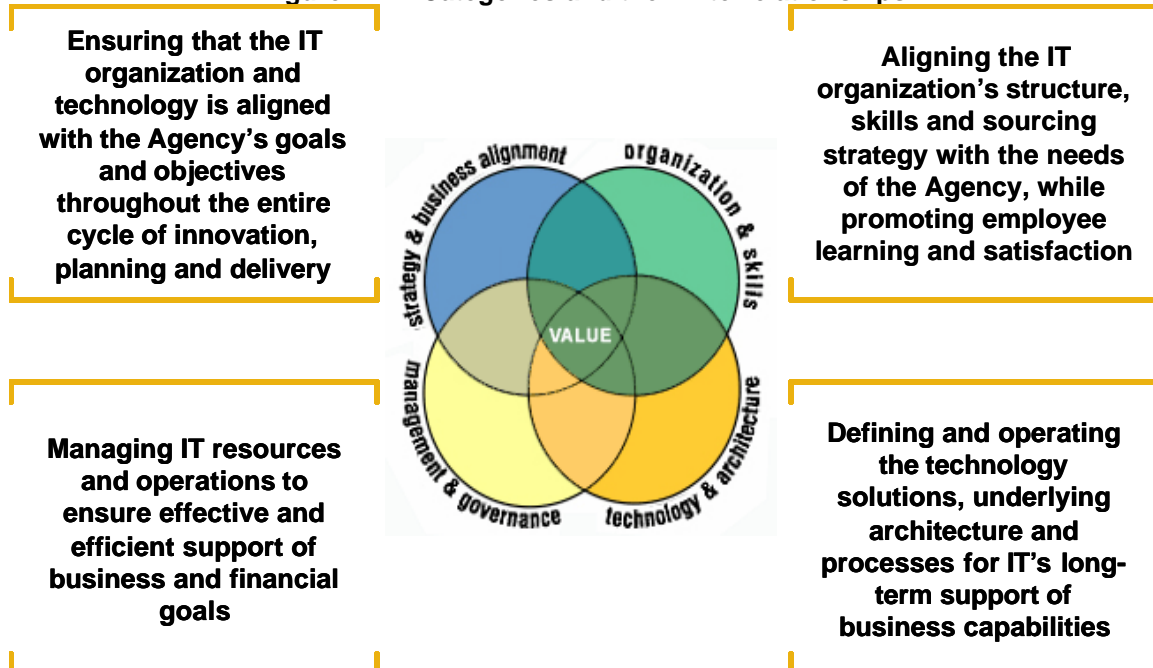 Categories and
Ensuring that the IT
organization and
technology is aligned
with the Agency's goals
and objectives
throughout the entire
cycle of innovation,
planning and delivery
Aligning the IT
organization's structure,
skills and sourcing
strategy with the needs
of the Agency, while
promoting employee
learning and satisfaction
strategy & business alignment
organization & skills
VALUE
management & governance
technology & architecture
Managing IT resources
and operations to
ensure effective and
efficient support of
business and financial
goals
Defining and operating
the technology
solutions, underlying
architecture and
processes for IT's long-
term support of
business capabilities